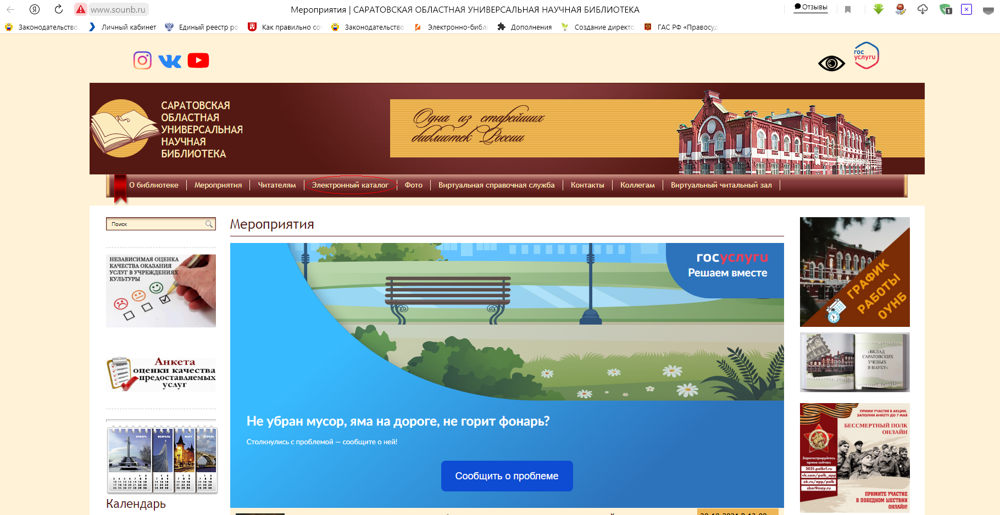 www.sounb.ru
Мероприятия | САРАТОВСКАЯ ОБЛАСТНАЯ УНИВЕРСАЛЬНАЯ НАУЧНАЯ БИБЛИОТЕКА
Отзывы
1
Законодательство
Личный кабинет
Единый реестр ро
Как правильно со
Законодательство
Электронно-библ
Дополнения
Создание директо
ГАС РФ «Правосуд
гос
услуги
САРАТОВСКАЯ
ОБЛАСТНАЯ
УНИВЕРСАЛЬНАЯ
НАУЧНАЯ
БИБЛИОТЕКА
Одна из старейших
библиотек России
О библиотеке
Мероприятия
Читателям
Электронный каталог
Фото
Виртуальная справочная служба
Контакты
Коллегам
Виртуальный читальный зал
Поиск
НЕЗАВИСИМАЯ ОЦЕНКА
КАЧЕСТВА ОКАЗАНИЯ
УСЛУГ В УЧРЕЖДЕНИЯХ
КУЛЬТУРЫ
Анкета
оценки качества
предоставляемых
услуг
ЯНВАРЬ
ФЕВРАЛЬ
МАРТ
АПРЕЛЬ
Календарь
Мероприятия
госуслуги
Решаем вместе
Не убран мусор, яма на дороге, не горит фонарь?
Столкнулись с проблемой — сообщите о ней!
Сообщить о проблеме
ГРАФИК
РАБОТЫ
ОУНБ
«ВКЛАД
САРАТОВСКИХ
УЧЕНЫХ
В НАУКУ»
ПРИМИ УЧАСТИЕ В АКЦИИ,
ЗАПОЛНИ АНКЕТУ ДО 7 МАЯ
БЕССМЕРТНЫЙ ПОЛК
ОНЛАЙН
Зарегистрируйтесь
прямо сейчас:
2021.polkrf.ru
vk.com/polk_app
ok.ru/app/polk
sber9may.ru
ПРИМИТЕ УЧАСТИЕ
В ПОБЕДНОМ ШЕСТВИИ
ОНЛАЙН!